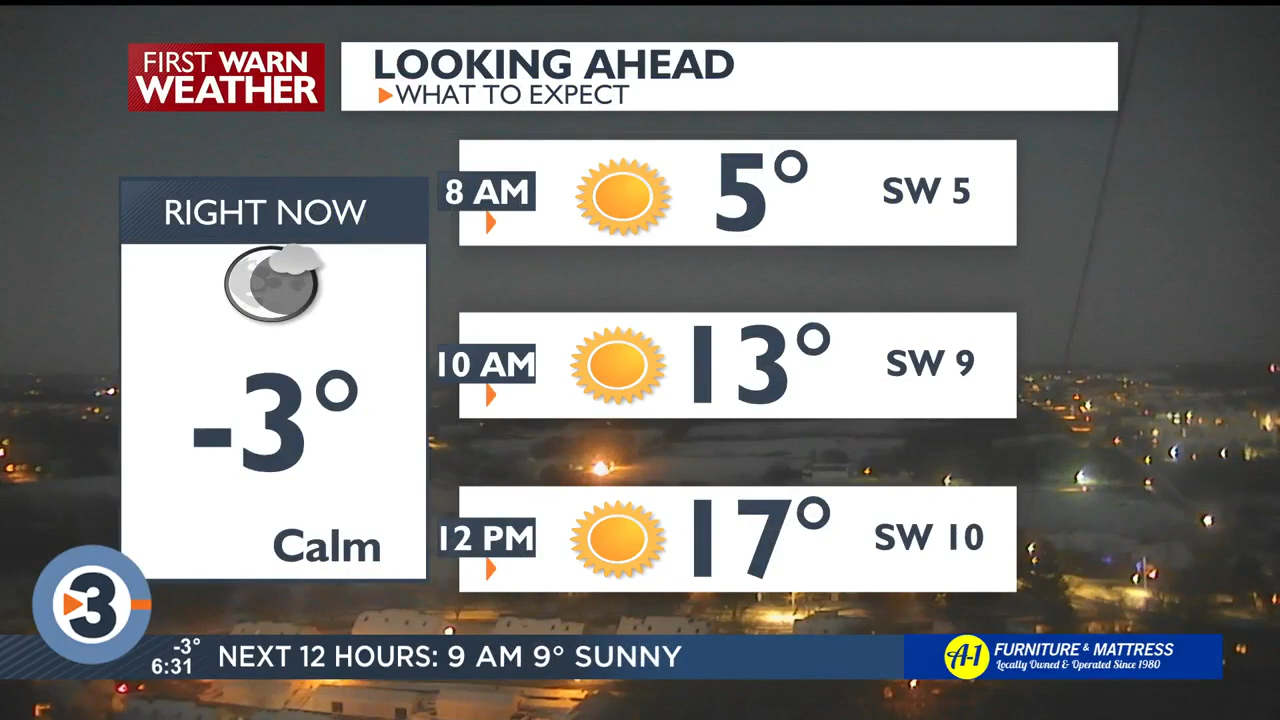 FIRST WARN
WEATHER
LOOKING AHEAD
WHAT TO EXPECT
RIGHT NOW
-3°
Calm
8 AM
5°
SW 5
10 AM
13°
SW 9
12 PM
17°
SW 10
3
-3°
6:31
NEXT 12 HOURS: 9 AM 9° SUNNY
A-1
FURNITURE & MATTRESS
Locally Owned & Operated Since 1980